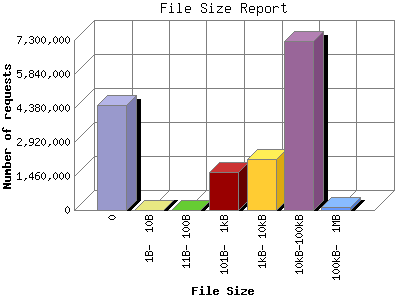 File Size Report
Number of requests
7,300,000
5,840,000
4,380,000
2,920,000
1,460,000
0
0
1B- 10B
11B- 100B
101B- 1kB
1kB- 10kB
10kB-100kB
100kB- 1MB
File Size